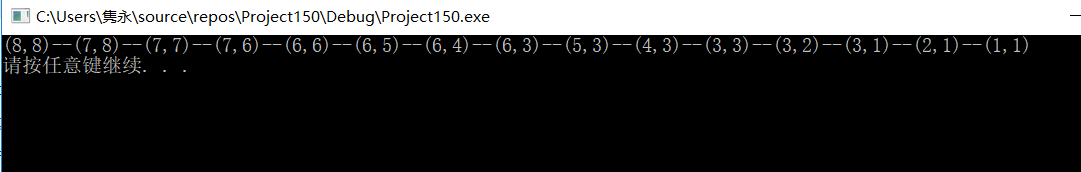 C:\Users\隽永\source\repos\Project150\Debug\Project150.exe
(8,8)--(7,8)--(7,7)--(7,6)--(6,6)--(6,5)--(6,4)--(6,3)--(5,3)--(4,3)--(3,3)--(3,2)--(3,1)--(2,1)--(1,1)
请按任意键继续. . .